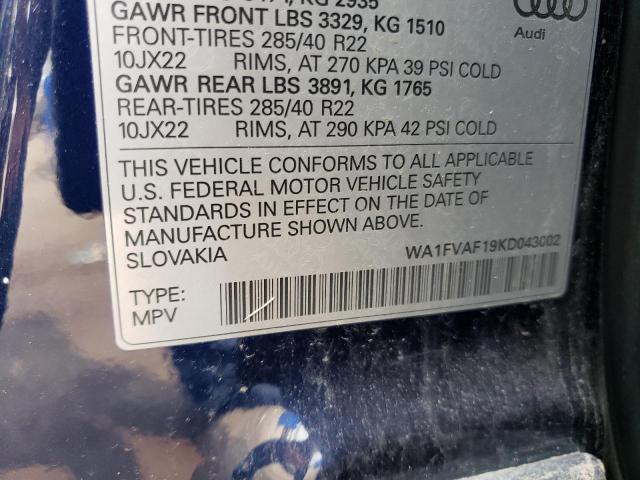 KG 2935
GAWR FRONT LBS 3329, KG 1510
FRONT-TIRES 285/40 R22
10JX22 RIMS, AT 270 KPA 39 PSI COLD
GAWR REAR LBS 3891, KG 1765
REAR-TIRES 285/40 R22
10JX22 RIMS, AT 290 KPA 42 PSI COLD
Audi
THIS VEHICLE CONFORMS TO ALL APPLICABLE
U.S. FEDERAL MOTOR VEHICLE SAFETY
STANDARDS IN EFFECT ON THE DATE OF
MANUFACTURE SHOWN ABOVE.
SLOVAKIA WA1FVAF19KD043002
TYPE:
MPV